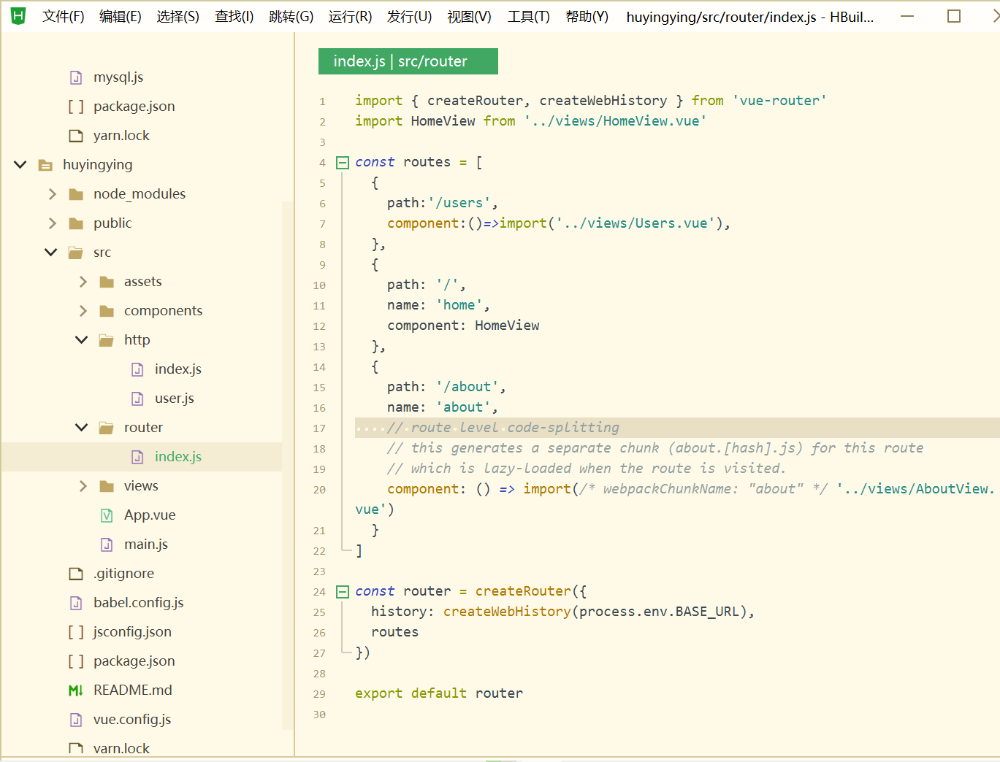 文件(F) 编辑(E) 选择(S) 查找(I) 跳转(G) 运行(R) 发行(U) 视图(V) 工具(T) 帮助(Y) huyingying/src/router/index.js - HBuil...
mysql.js
package.json
yarn.lock
huyingying
node_modules
public
src
assets
components
http
index.js
user.js
router
index.js
views
App.vue
main.js
.gitignore
babel.config.js
jsconfig.json
package.json
README.md
vue.config.js
yarn.lock
index.js | src/router
1 import { createRouter, createWebHistory } from 'vue-router'
2 import HomeView from '../views/HomeView.vue'
3
4 const routes = [
5 {
6 path:'/users',
7 component:()=>import('../views/Users.vue'),
8 },
9 {
10 path: '/',
11 name: 'home',
12 component: HomeView
13 },
14 {
15 path: '/about',
16 name: 'about',
17 // route level code-splitting
18 // this generates a separate chunk (about.[hash].js) for this route
19 // which is lazy-loaded when the route is visited.
20 component: () => import(/* webpackChunkName: "about" */ '../views/AboutView.
vue')
21 }
22 ]
23
24 const router = createRouter({
25 history: createWebHistory(process.env.BASE_URL),
26 routes
27 })
28
29 export default router
30